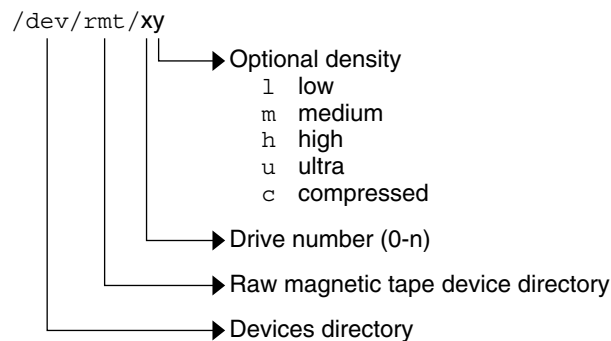 /dev/rmt/xy
Optional density
l low
m medium
h high
u ultra
c compressed
Drive number (0-n)
Raw magnetic tape device directory
Devices directory